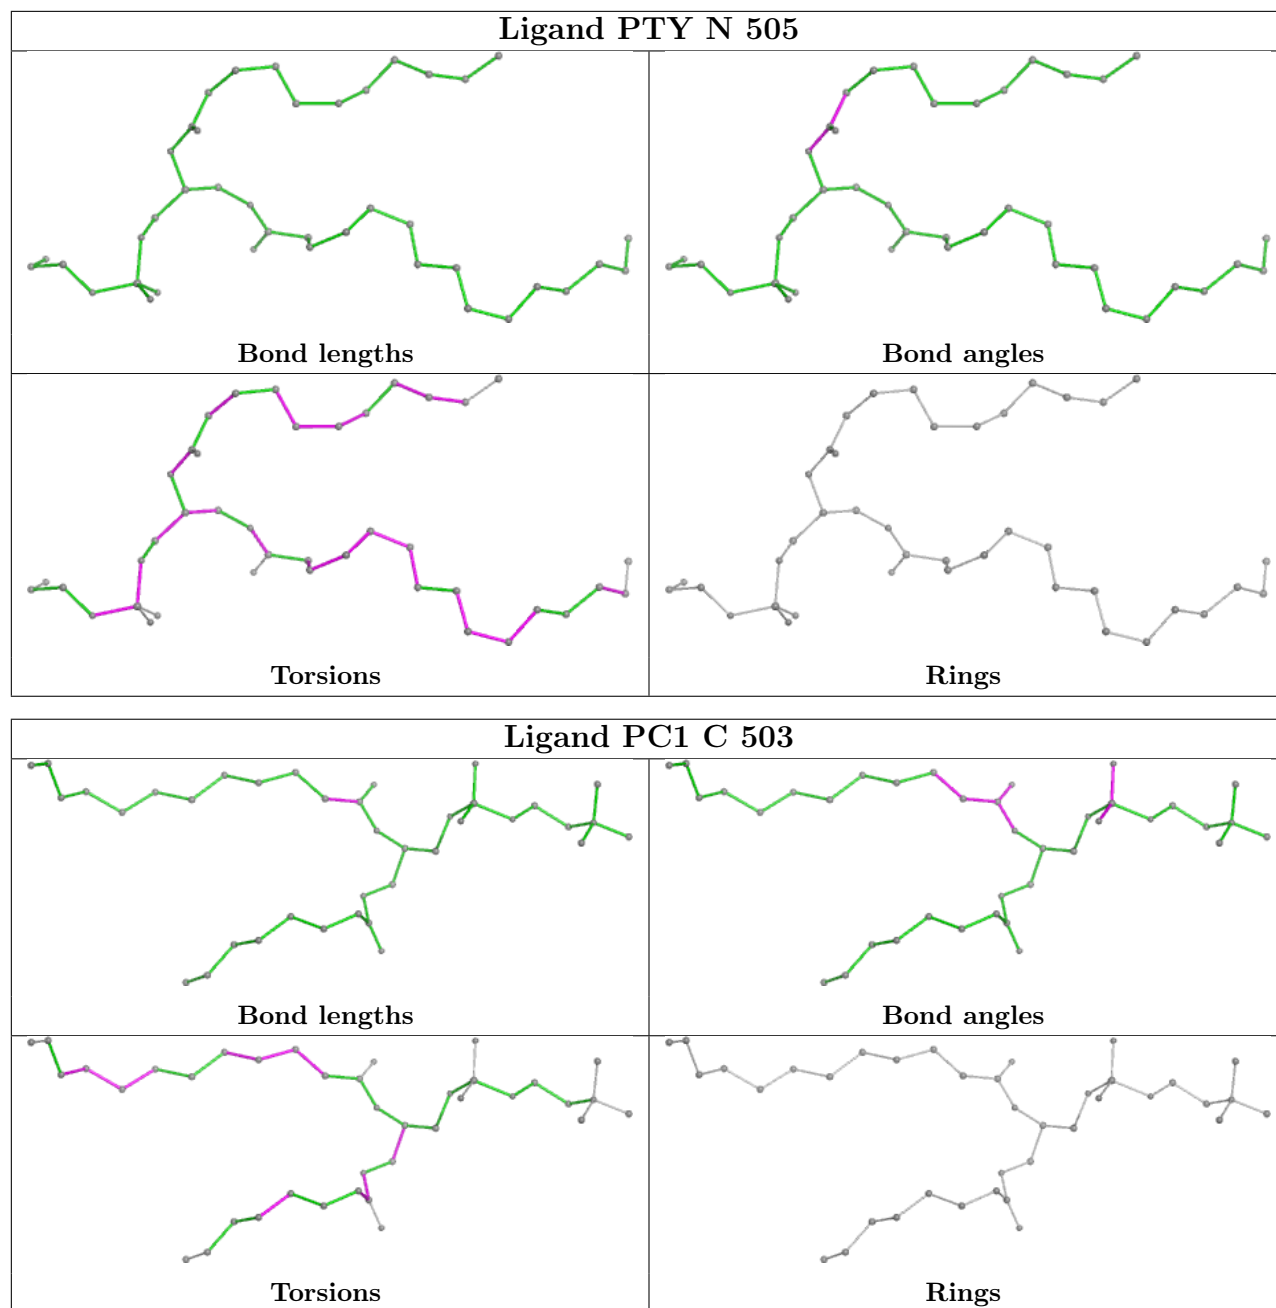 Ligand PTY N 505
Bond lengths
Bond angles
Torsions
Rings
Ligand PC1 C 503
Bond lengths
Bond angles
Torsions
Rings